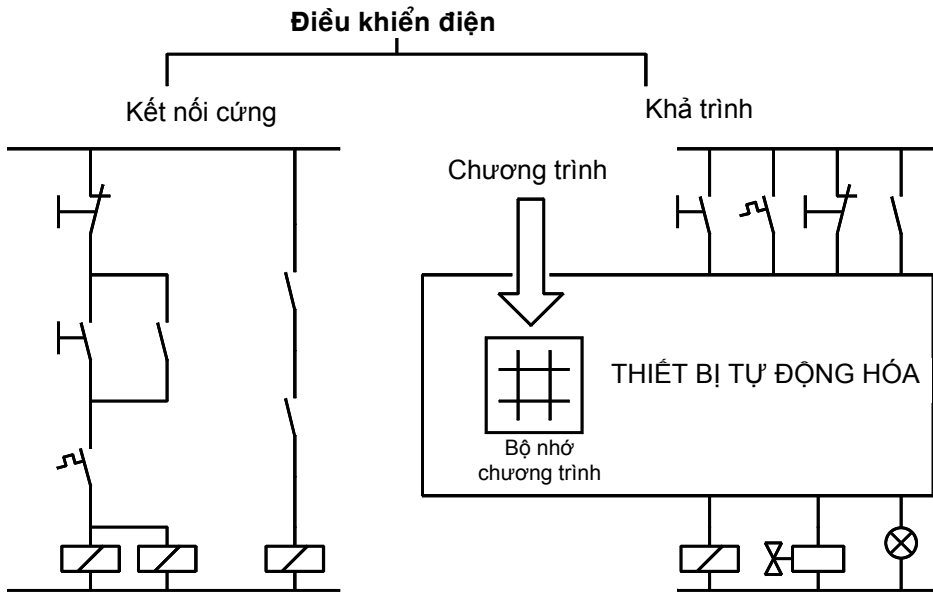 Điều khiển điện
Kết nối cứng
Khả trình
Chương trình
THIẾT BỊ TỰ ĐỘNG HÓA
Bộ nhớ
chương trình